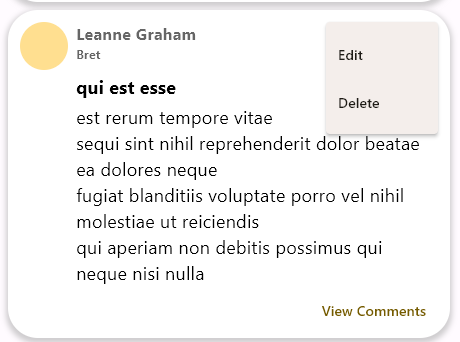 Leanne Graham
Bret
Edit
Delete
qui est esse
est rerum tempore vitae
sequi sint nihil reprehenderit dolor beatae
ea dolores neque
fugiat blanditiis voluptate porro vel nihil
molestiae ut reiciendis
qui aperiam non debitis possimus qui
neque nisi nulla
View Comments